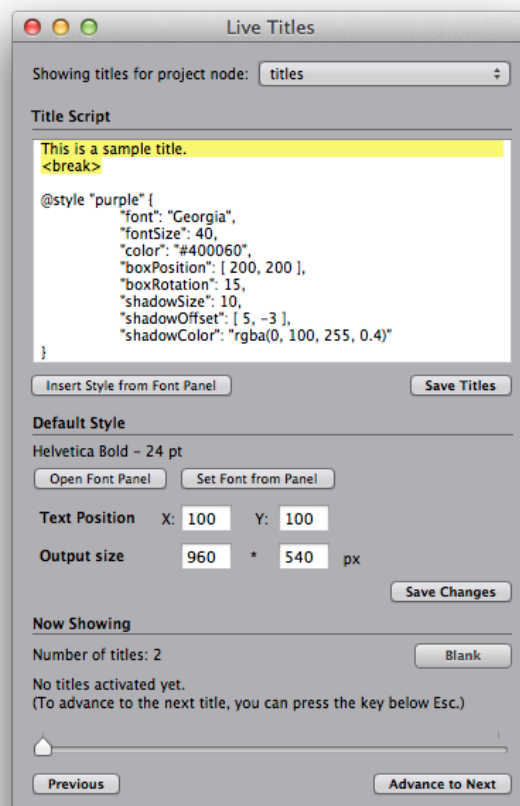 Live Titles
Showing titles for project node: titles
Title Script
This is a sample title.
<break>
@style "purple" {
"font": "Georgia",
"fontSize": 40,
"color": "#400060",
"boxPosition": [ 200, 200 ],
"boxRotation": 15,
"shadowSize": 10,
"shadowOffset": [ 5, -3 ],
"shadowColor": "rgba(0, 100, 255, 0.4)"
}
Insert Style from Font Panel Save Titles
Default Style
Helvetica Bold – 24 pt
Open Font Panel Set Font from Panel
Text Position X: 100 Y: 100
Output size 960 * 540 px
Save Changes
Now Showing
Number of titles: 2 Blank
No titles activated yet.
(To advance to the next title, you can press the key below Esc.)
Previous Advance to Next